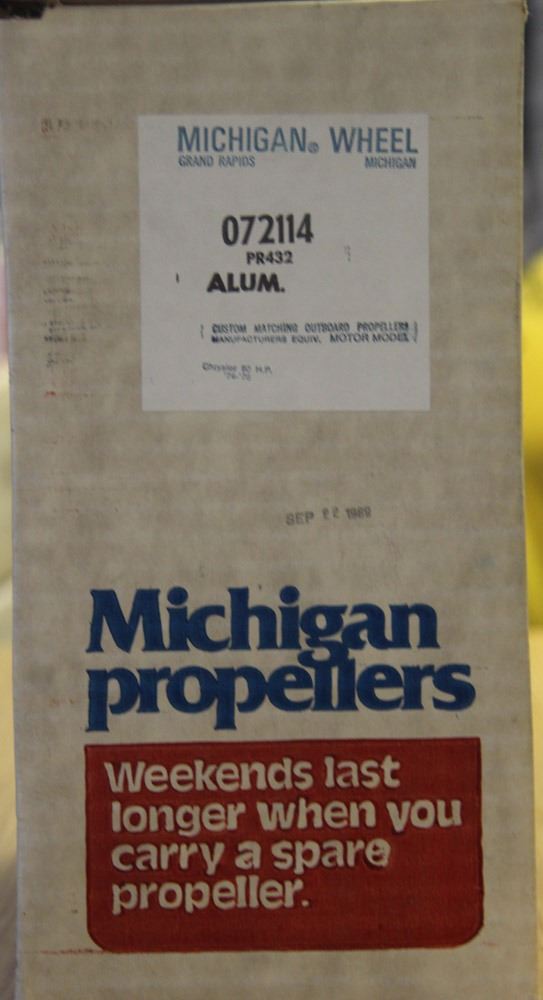 MICHIGAN® WHEEL
GRAND RAPIDS MICHIGAN
072114
PR432
ALUM.
CUSTOM MATCHING OUTBOARD PROPELLERS
MANUFACTURERS EQUIV. MOTOR MODEL
Chrysler H.P.
SEP 22 1989
Michigan
propellers
Weekends last
longer when you
carry a spare
propeller.